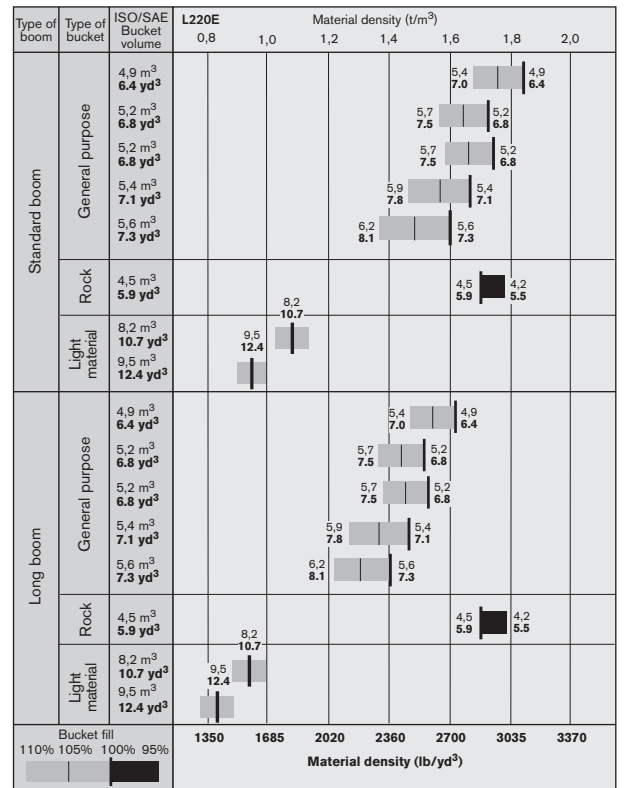 Type of boom
Type of bucket
ISO/SAE Bucket volume
L220E
Material density (t/m³)
0,8 1,0 1,2 1,4 1,6 1,8 2,0
Standard boom
General purpose
4,9 m³
6.4 yd³
5,4 4,9
7.0 6.4
5,2 m³
6.8 yd³
5,7 5,2
7.5 6.8
5,2 m³
6.8 yd³
5,7 5,2
7.5 6.8
5,4 m³
7.1 yd³
5,9 5,4
7.8 7.1
5,6 m³
7.3 yd³
6,2 5,6
8.1 7.3
Rock
4,5 m³
5.9 yd³
4,5 4,2
5.9 5.5
Light material
8,2 m³
10.7 yd³
8,2
10.7
9,5 m³
12.4 yd³
9,5
12.4
Long boom
General purpose
4,9 m³
6.4 yd³
5,4 4,9
7.0 6.4
5,2 m³
6.8 yd³
5,7 5,2
7.5 6.8
5,2 m³
6.8 yd³
5,7 5,2
7.5 6.8
5,4 m³
7.1 yd³
5,9 5,4
7.8 7.1
5,6 m³
7.3 yd³
6,2 5,6
8.1 7.3
Rock
4,5 m³
5.9 yd³
4,5 4,2
5.9 5.5
Light material
8,2 m³
10.7 yd³
8,2
10.7
9,5 m³
12.4 yd³
9,5
12.4
Bucket fill
110% 105% 100% 95%
1350 1685 2020 2360 2700 3035 3370
Material density (lb/yd³)